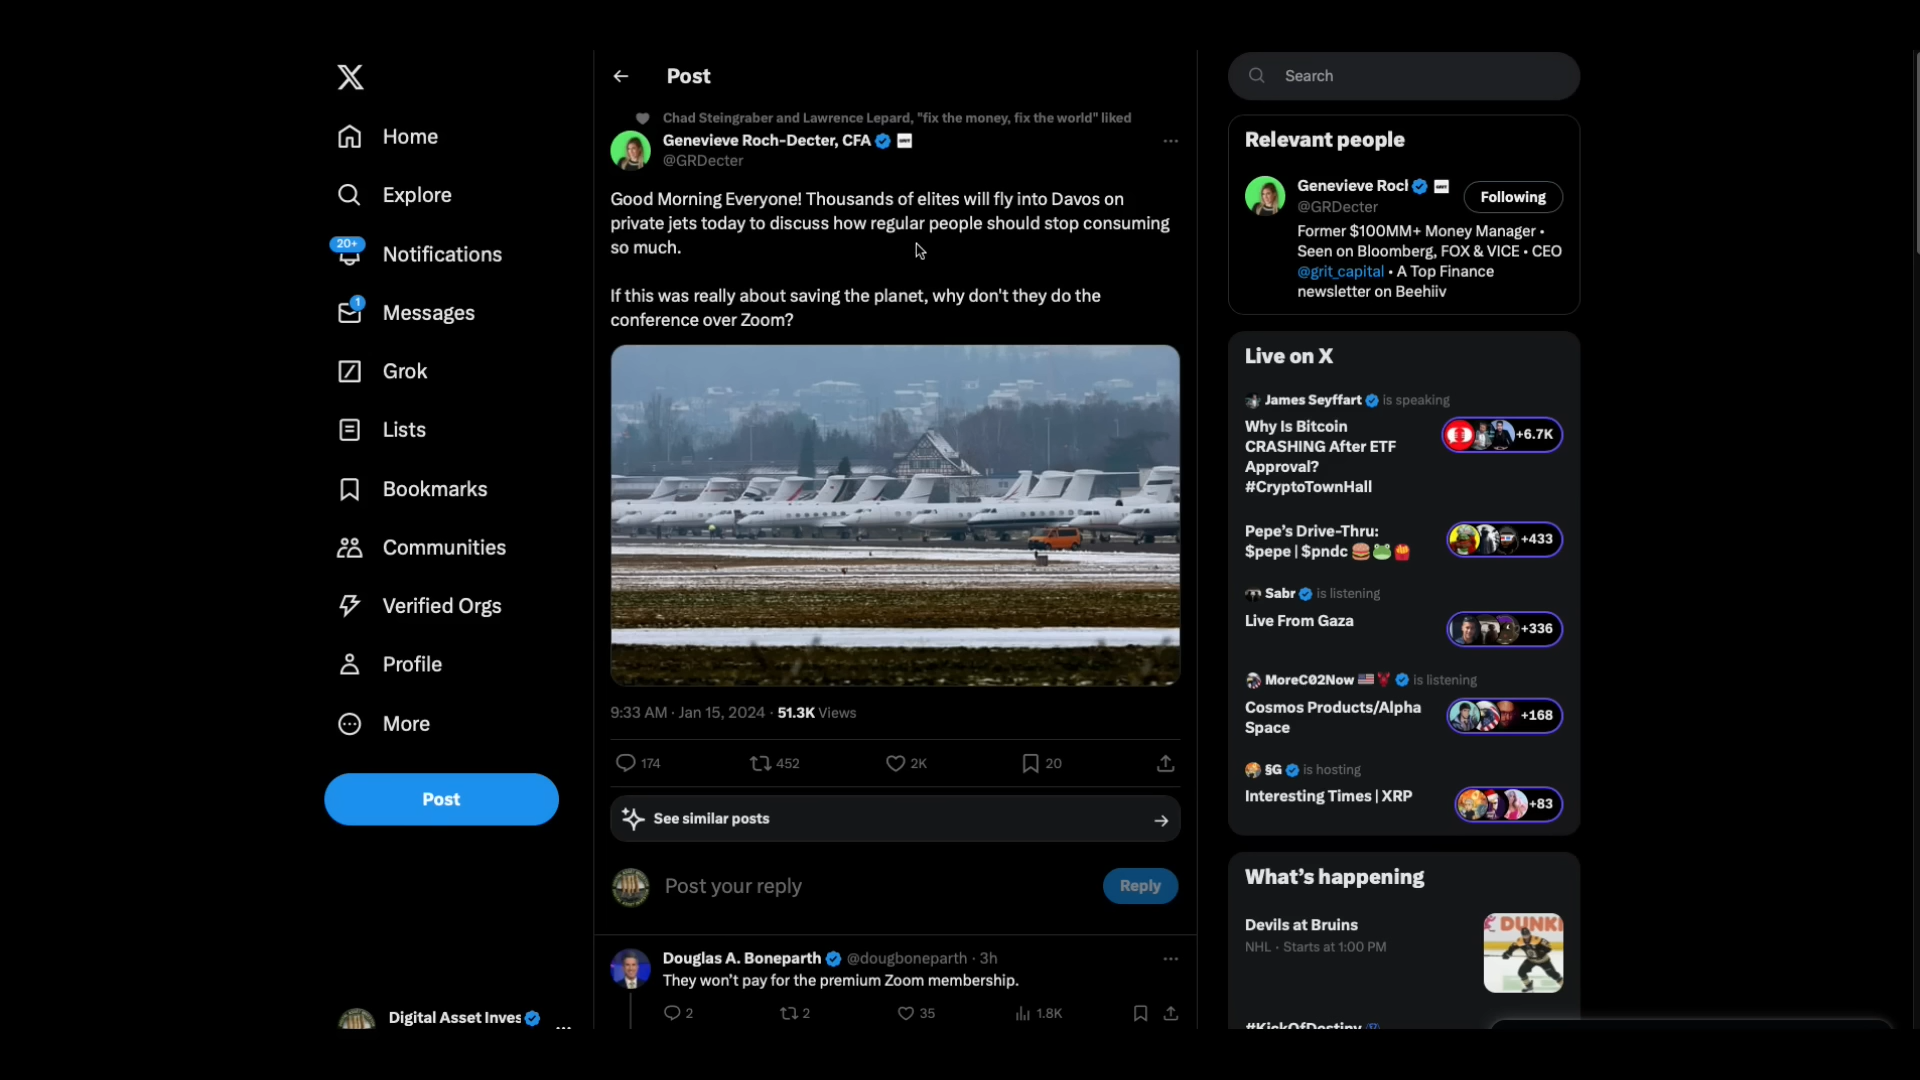 Home
Explore
20+
Notifications
1
Messages
Grok
Lists
Bookmarks
Communities
Verified Orgs
Profile
More
Post
Digital Asset Inves
Post
Chad Steingraber and Lawrence Lepard, "fix the money, fix the world" liked
Genevieve Roch-Decter, CFA
@GRDecter
Good Morning Everyone! Thousands of elites will fly into Davos on
private jets today to discuss how regular people should stop consuming
so much.
If this was really about saving the planet, why don't they do the
conference over Zoom?
9:33 AM · Jan 15, 2024 · 51.3K Views
174 452 2K 20
See similar posts
Post your reply
Reply
Douglas A. Boneparth @dougboneparth · 3h
They won't pay for the premium Zoom membership.
2 2 35 1.8K
Search
Relevant people
Genevieve Rocl
@GRDecter
Following
Former $100MM+ Money Manager •
Seen on Bloomberg, FOX & VICE • CEO
@grit_capital • A Top Finance
newsletter on Beehiiv
Live on X
James Seyffart is speaking
Why Is Bitcoin
CRASHING After ETF
Approval?
#CryptoTownHall
+6.7K
Pepe's Drive-Thru:
$pepe | $pndc 🍔🐸🍟
+433
Sabr is listening
Live From Gaza
+336
MoreC02Now 🇺🇸 is listening
Cosmos Products/Alpha
Space
+168
§G is hosting
Interesting Times | XRP
+83
What's happening
Devils at Bruins
NHL · Starts at 1:00 PM
DUNKI
#KickOfDestiny